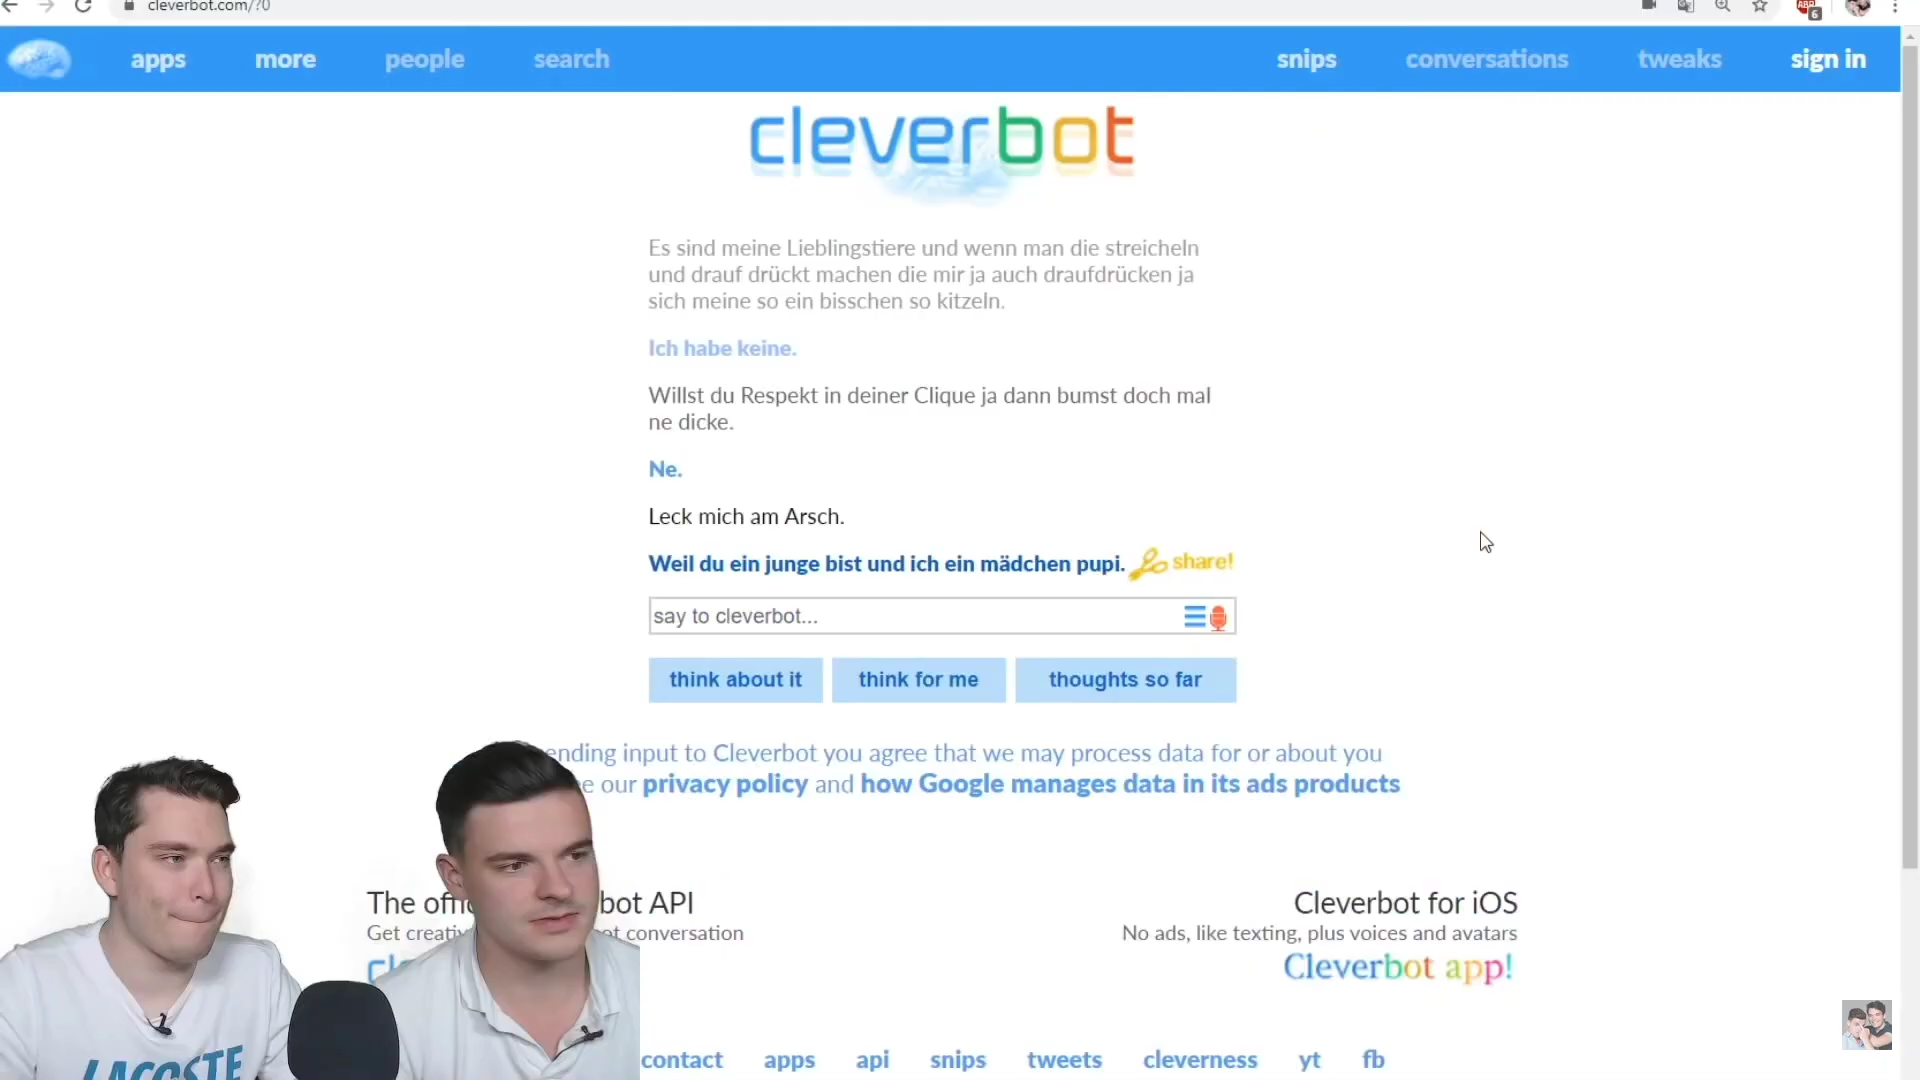 cleverbot.com/?0
6
apps more people search snips conversations tweaks sign in
cleverbot
Es sind meine Lieblingstiere und wenn man die streicheln
und drauf drückt machen die mir ja auch draufdrücken ja
sich meine so ein bisschen so kitzeln.
Ich habe keine.
Willst du Respekt in deiner Clique ja dann bumst doch mal
ne dicke.
Ne.
Leck mich am Arsch.
Weil du ein junge bist und ich ein mädchen pupi. share!
say to cleverbot...
think about it think for me thoughts so far
ending input to Cleverbot you agree that we may process data for or about you
our privacy policy and how Google manages data in its ads products
The bot API
Get conversation
Cleverbot for iOS
No ads, like texting, plus voices and avatars
Cleverbot app!
LACOSTE
contact apps api snips tweets cleverness yt fb